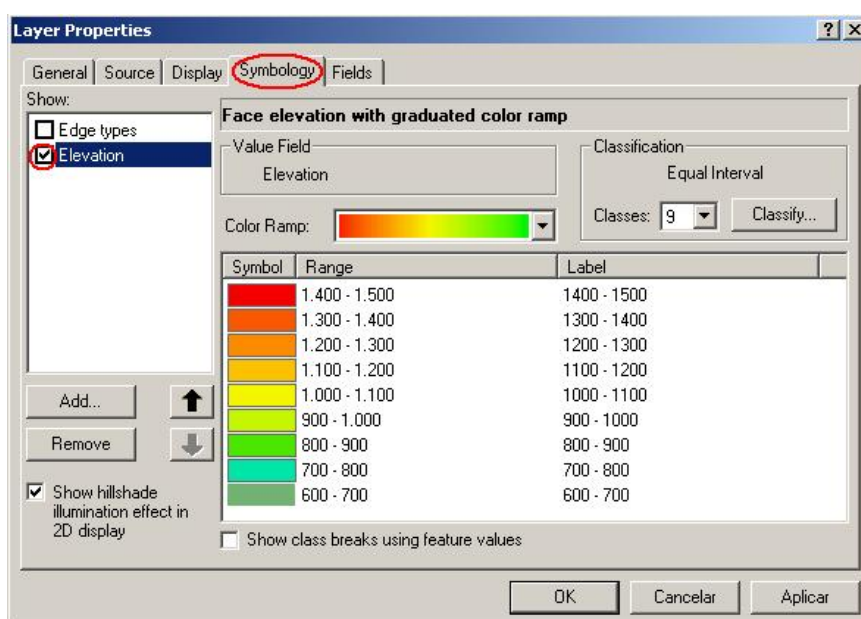 Layer Properties
General Source Display Symbology Fields
Show:
Edge types
Elevation
Add...
Remove
Show hillshade
illumination effect in
2D display
Face elevation with graduated color ramp
Value Field
Elevation
Classification
Equal Interval
Color Ramp:
Classes: 9 Classify...
Symbol Range Label
1.400 - 1.500 1400 - 1500
1.300 - 1.400 1300 - 1400
1.200 - 1.300 1200 - 1300
1.100 - 1.200 1100 - 1200
1.000 - 1.100 1000 - 1100
900 - 1.000 900 - 1000
800 - 900 800 - 900
700 - 800 700 - 800
600 - 700 600 - 700
Show class breaks using feature values
OK Cancelar Aplicar